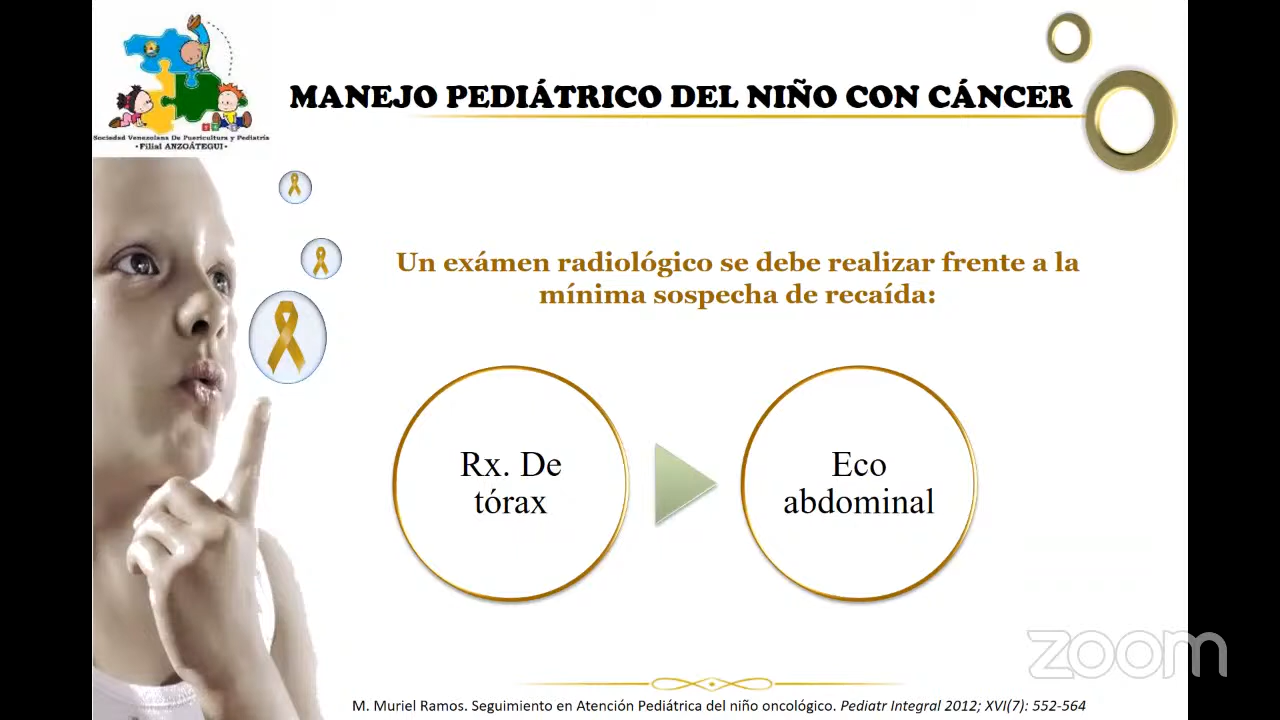 MANEJO PEDIÁTRICO DEL NIÑO CON CÁNCER
Sociedad Venezolana De Puericultura y Pediatría
·Filial ANZOÁTEGUI·
Un exámen radiológico se debe realizar frente a la
mínima sospecha de recaída:
Rx. De
tórax
Eco
abdominal
zoom
M. Muriel Ramos. Seguimiento en Atención Pediátrica del niño oncológico. Pediatr Integral 2012; XVI(7): 552-564